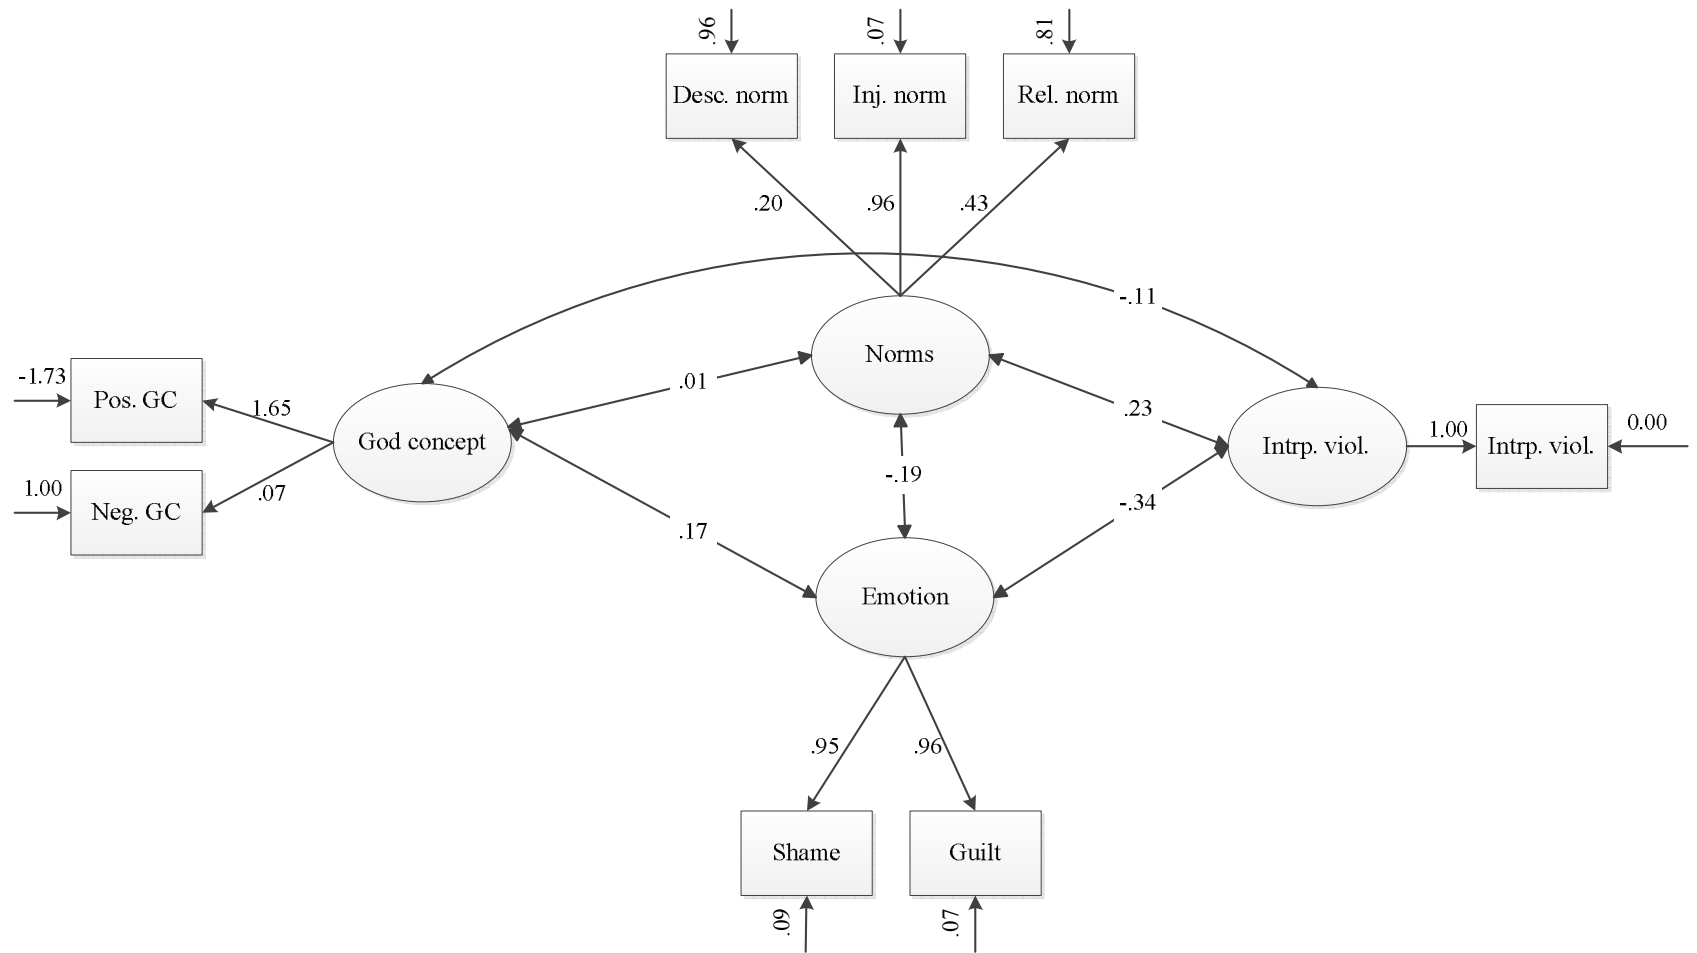 .96
.07
.81
Desc. norm
Inj. norm
Rel. norm
.20
.96
.43
-.11
Norms
-1.73
Pos. GC
1.65
.01
.23
God concept
Intrp. viol.
1.00
Intrp. viol.
0.00
1.00
Neg. GC
.07
-.19
-.34
.17
Emotion
.95
.96
Shame
Guilt
.09
.07